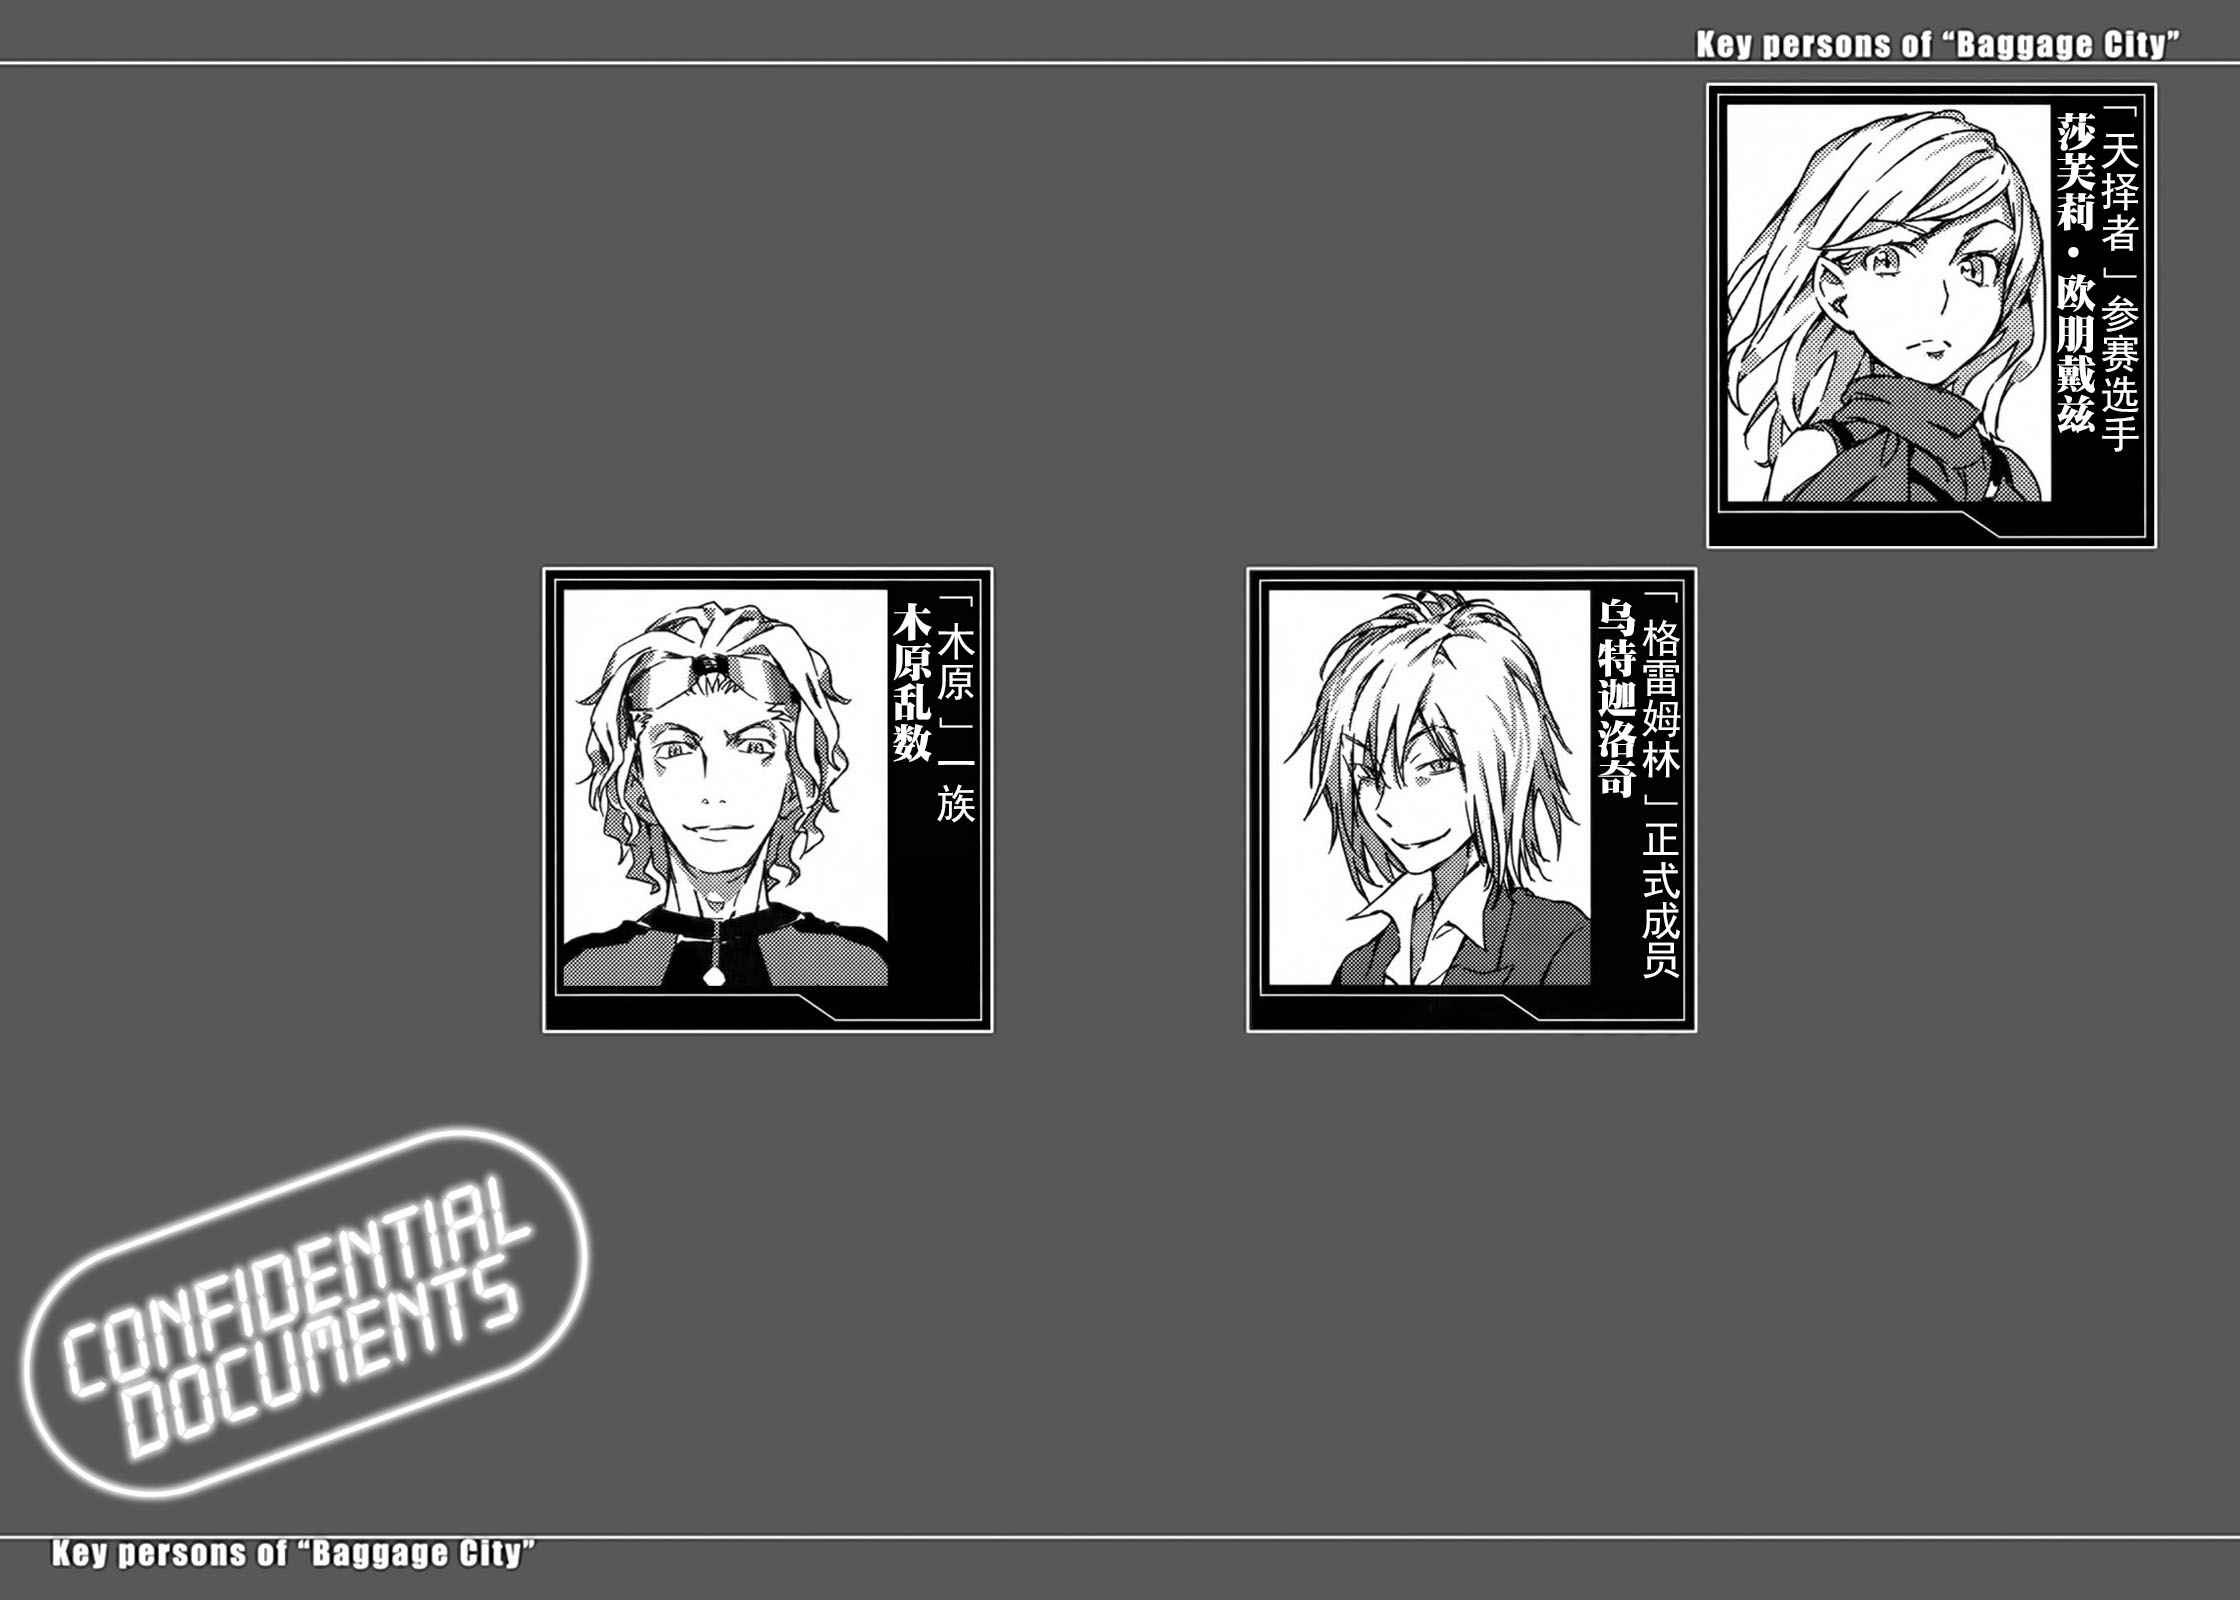 Key persons of “Baggage City”
「天择者」参赛选手
莎芙莉·欧朋戴兹
「格雷姆林」正式成员
乌特迦洛奇
「木原」一族
木原乱数
CONFIDENTIAL
DOCUMENTS
Key persons of “Baggage City”